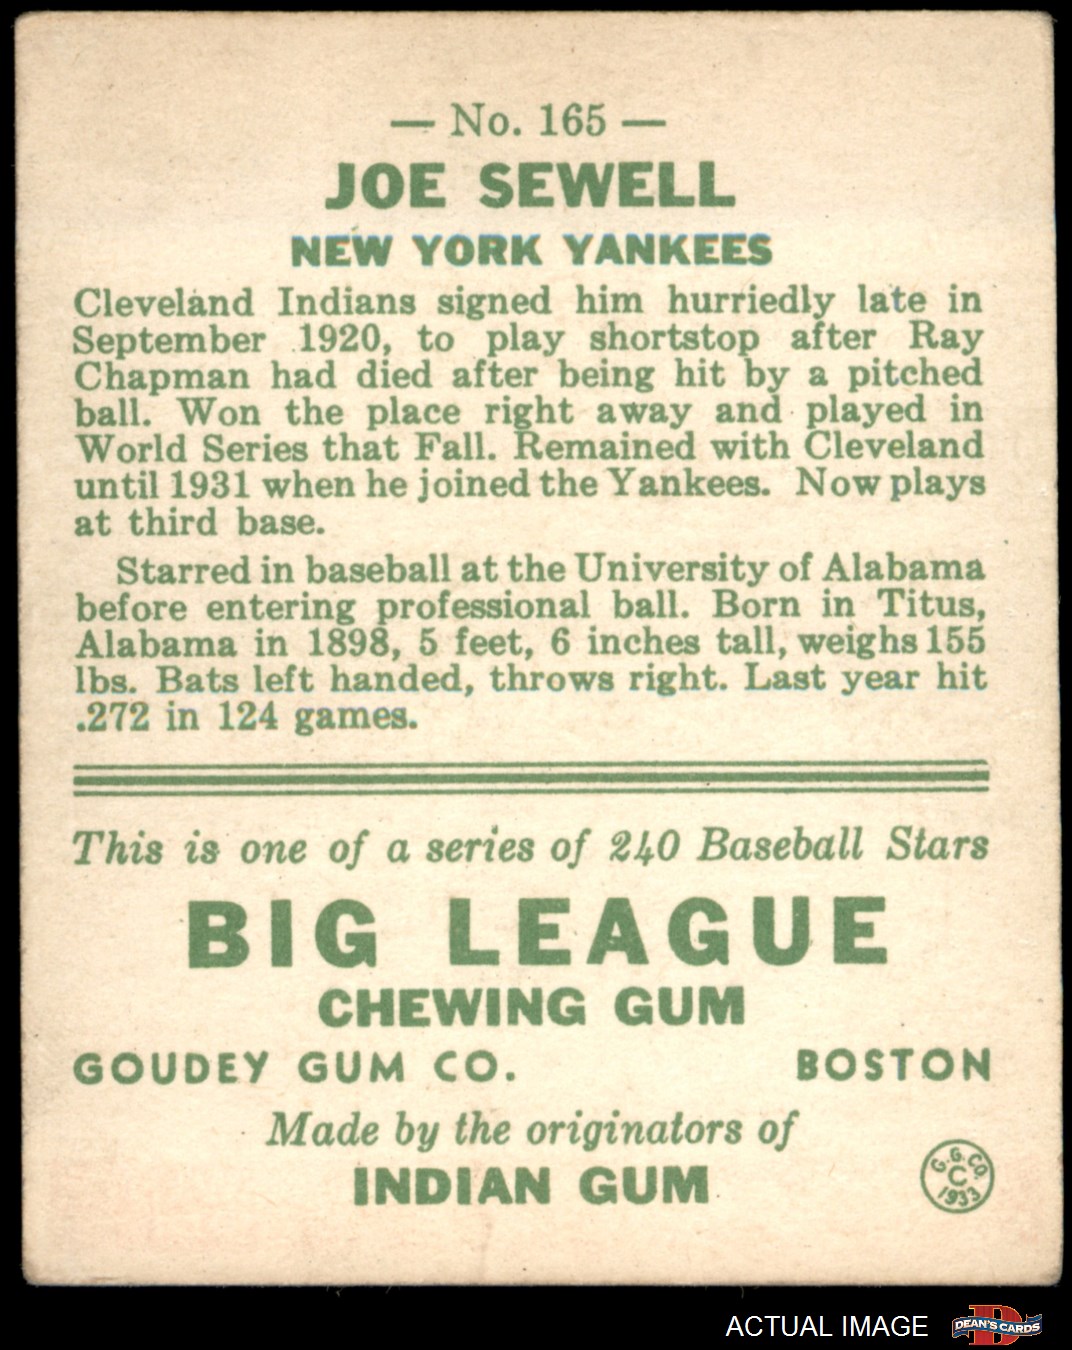 — No. 165 —
JOE SEWELL
NEW YORK YANKEES
Cleveland Indians signed him hurriedly late in
September 1920, to play shortstop after Ray
Chapman had died after being hit by a pitched
ball. Won the place right away and played in
World Series that Fall. Remained with Cleveland
until 1931 when he joined the Yankees. Now plays
at third base.
Starred in baseball at the University of Alabama
before entering professional ball. Born in Titus,
Alabama in 1898, 5 feet, 6 inches tall, weighs 155
lbs. Bats left handed, throws right. Last year hit
.272 in 124 games.
This is one of a series of 240 Baseball Stars
BIG LEAGUE
CHEWING GUM
GOUDEY GUM CO. BOSTON
Made by the originators of
INDIAN GUM
G.G.CO.
C
1933
ACTUAL IMAGE
D
DEAN'S CARDS